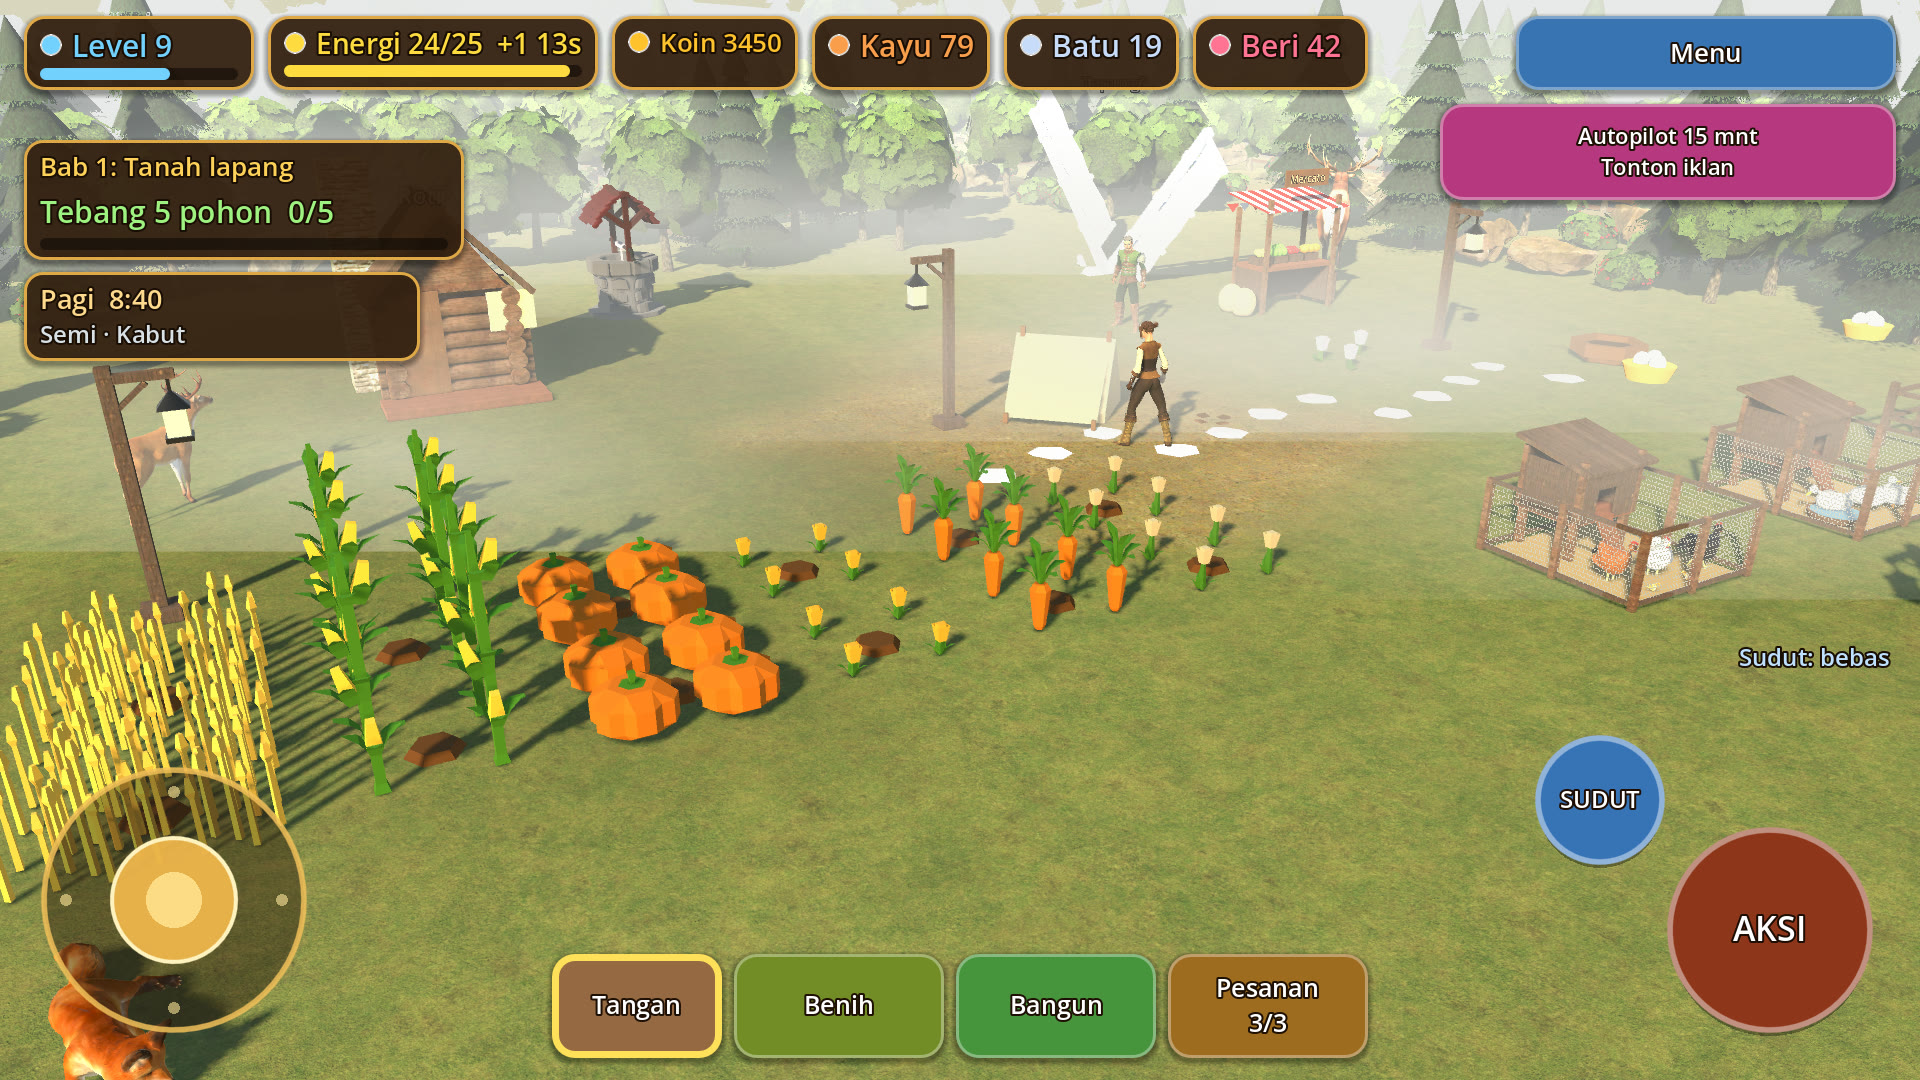 Level 9
Energi 24/25 +1 13s
Koin 3450
Kayu 79
Batu 19
Beri 42
Menu
Autopilot 15 mnt
Tonton iklan
Bab 1: Tanah lapang
Tebang 5 pohon 0/5
Mercato
Pagi 8:40
Semi · Kabut
Sudut: bebas
SUDUT
AKSI
Tangan
Benih
Bangun
Pesanan
3/3